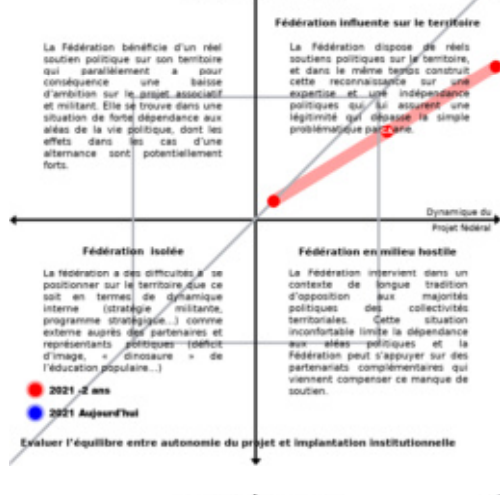 Fédération influente sur le territoire
La Fédération bénéficie d'un réel
soutien politique sur son territoire
qui parallèlement a pour
conséquence une baisse
d'ambition sur le projet associatif
et militant. Elle se trouve dans une
situation de forte dépendance aux
aléas de la vie politique, dont les
effets dans les cas d'une
alternance sont potentiellement
forts.
La Fédération dispose de réels
soutiens politiques sur le territoire,
et dans le même temps construit
cette reconnaissance sur une
expertise et une indépendance
politiques qui lui assurent une
légitimité qui dépasse la simple
problématique partisane.
Dynamique du
Projet fédéral
Fédération isolée
La fédération a des difficultés à se
positionner sur le territoire que ce
soit en termes de dynamique
interne (stratégie militante,
programme stratégique...) comme
externe auprès des partenaires et
représentants politiques (déficit
d'image, « dinosaure » de
l'éducation populaire...)
Fédération en milieu hostile
La Fédération intervient dans un
contexte de longue tradition
d'opposition aux majorités
politiques des collectivités
territoriales. Cette situation
inconfortable limite la dépendance
aux aléas politiques et la
Fédération peut s'appuyer sur des
partenariats complémentaires qui
viennent compenser ce manque de
soutien.
2021 -2 ans
2021 Aujourd'hui
Evaluer l'équilibre entre autonomie du projet et implantation institutionnelle